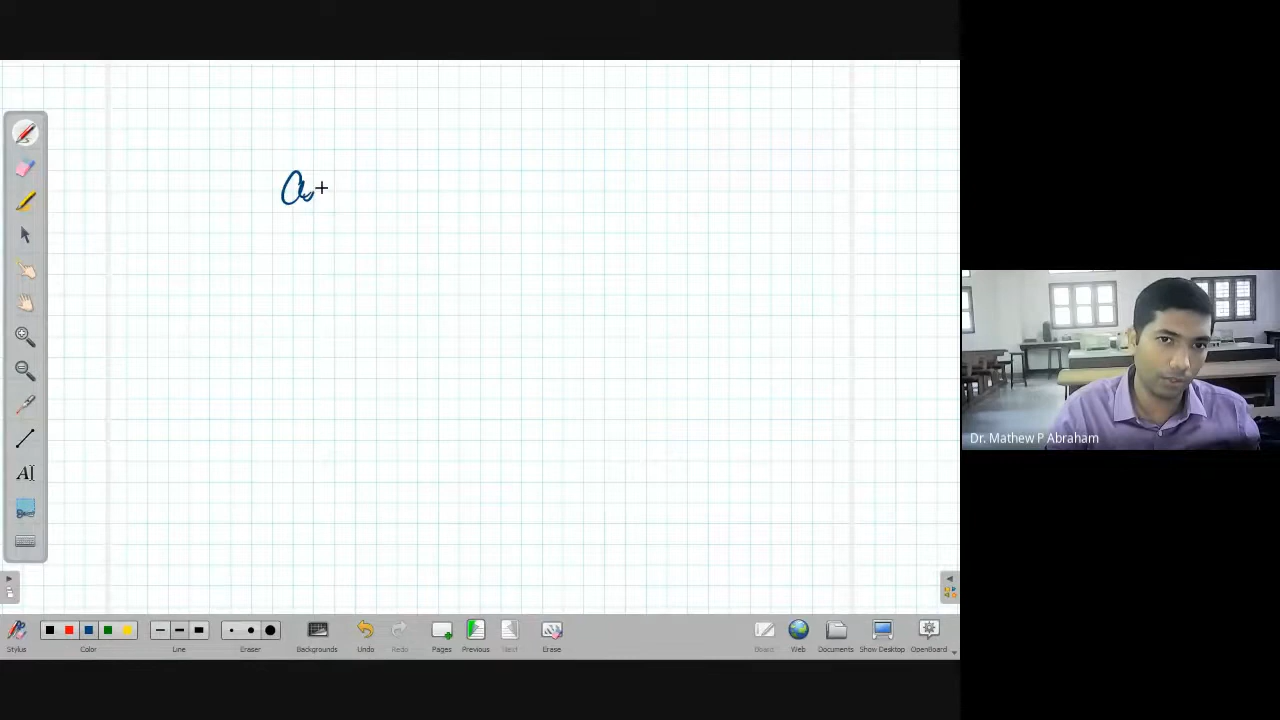 a
Dr. Mathew P Abraham
AI
Stylus
Color
Line
Eraser
Backgrounds
Undo
Redo
Pages
Previous
Next
Erase
Board
Web
Documents
Show Desktop
OpenBoard